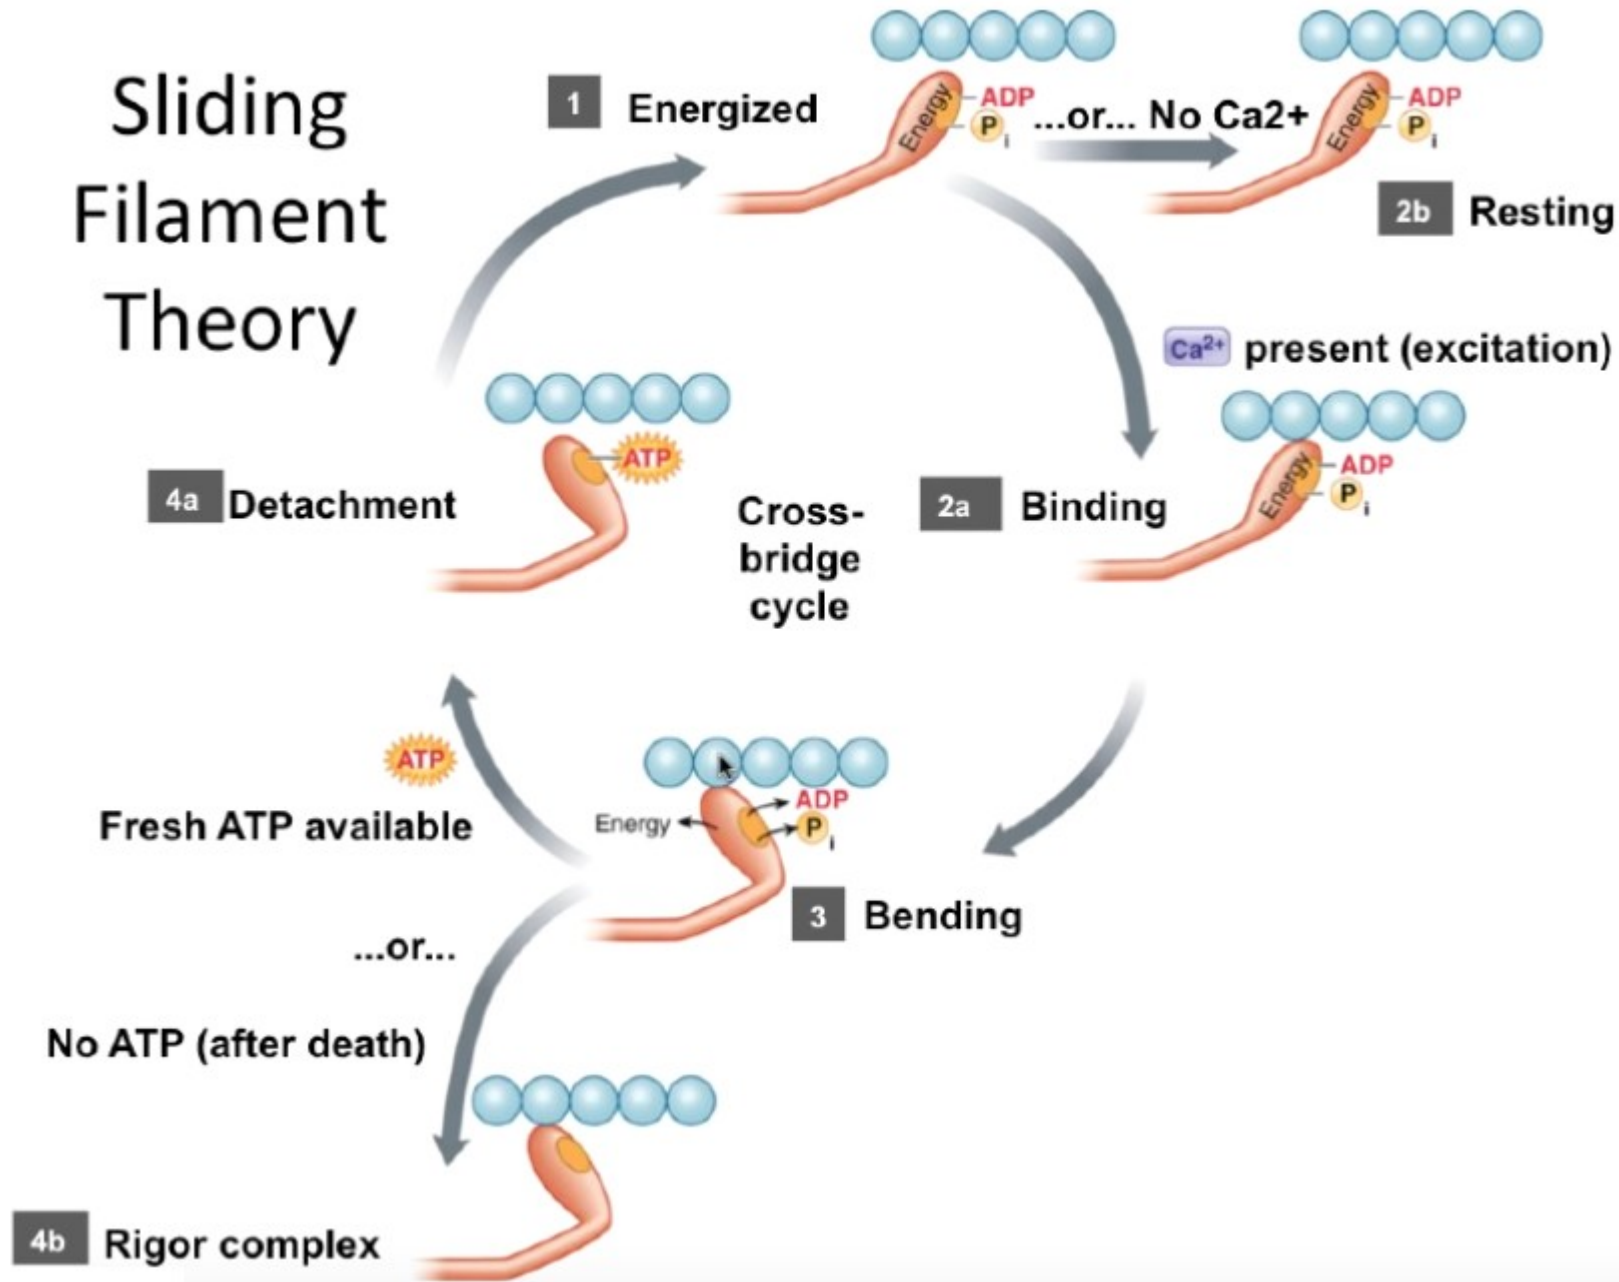 Sliding
Filament
Theory
1 Energized
Energy
ADP
Pi
...or... No Ca2+
Energy
ADP
Pi
2b Resting
Ca2+ present (excitation)
Energy
ADP
Pi
2a Binding
4a Detachment
ATP
Cross-
bridge
cycle
ATP
Fresh ATP available
Energy
ADP
Pi
3 Bending
...or...
No ATP (after death)
4b Rigor complex